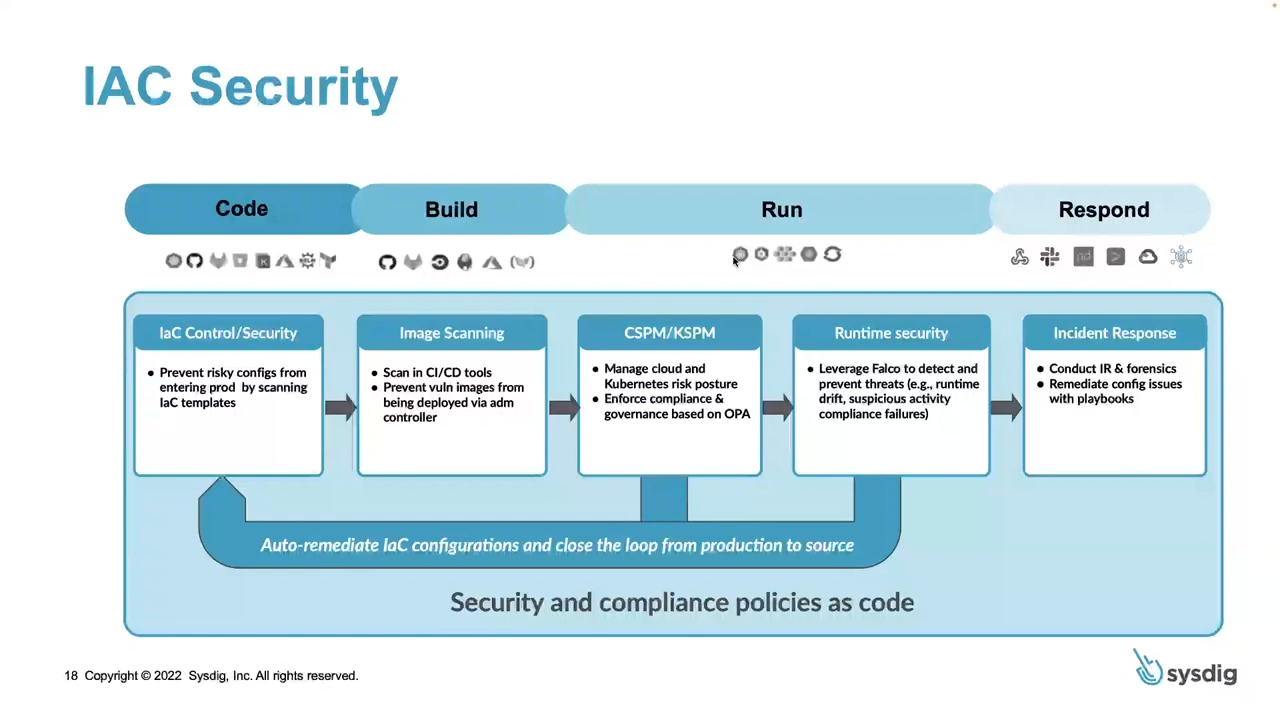 IAC Security
Code
Build
Run
Respond
IaC Control/Security
● Prevent risky configs from
entering prod by scanning
IaC templates
Image Scanning
● Scan in CI/CD tools
● Prevent vuln images from
being deployed via adm
controller
CSPM/KSPM
● Manage cloud and
Kubernetes risk posture
● Enforce compliance &
governance based on OPA
Runtime security
● Leverage Falco to detect and
prevent threats (e.g., runtime
drift, suspicious activity
compliance failures)
Incident Response
● Conduct IR & forensics
● Remediate config issues
with playbooks
Auto-remediate IaC configurations and close the loop from production to source
Security and compliance policies as code
18 Copyright © 2022 Sysdig, Inc. All rights reserved.
sysdig